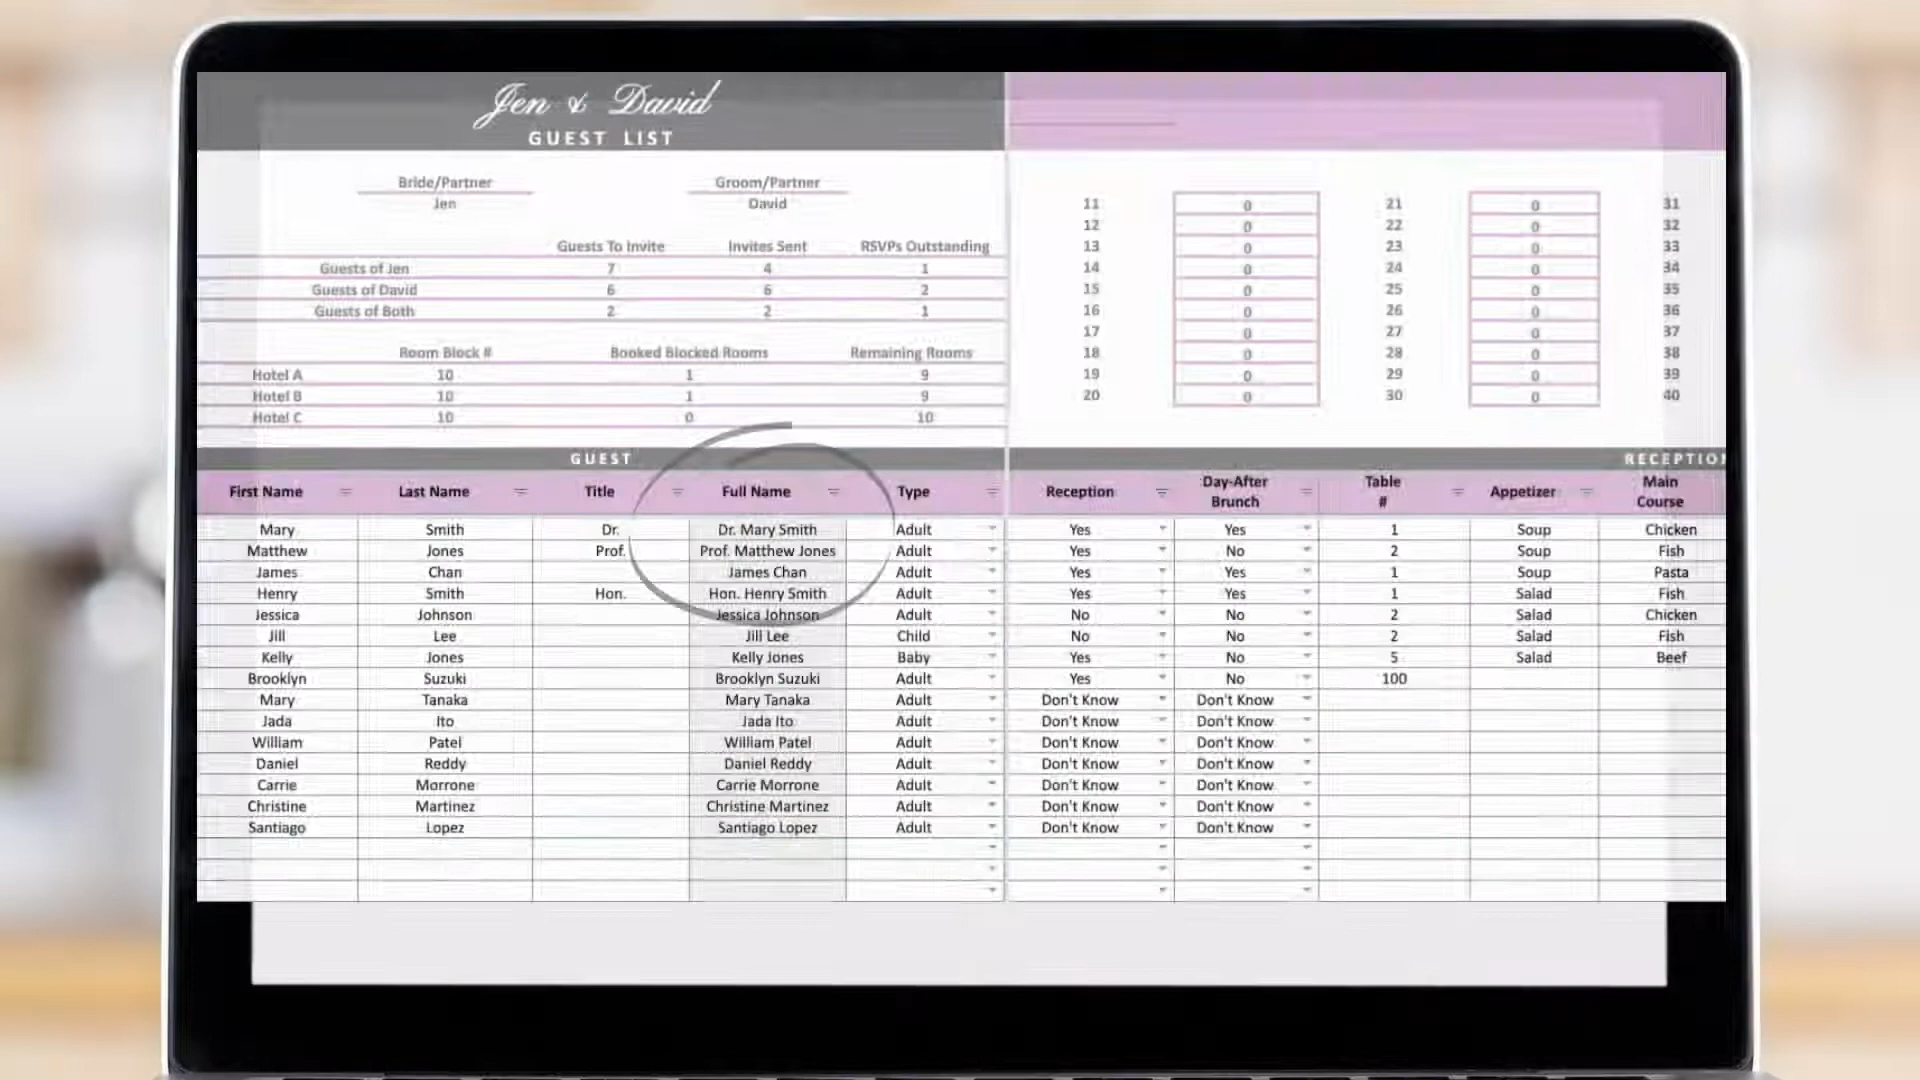 Jen & David
GUEST LIST
Bride/Partner Groom/Partner
Jen David
Guests To Invite Invites Sent RSVPs Outstanding
Guests of Jen 7 4 1
Guests of David 6 6 2
Guests of Both 2 2 1
Room Block # Booked Blocked Rooms Remaining Rooms
Hotel A 10 1 9
Hotel B 10 1 9
Hotel C 10 0 10
11 0 21 0 31
12 0 22 0 32
13 0 23 0 33
14 0 24 0 34
15 0 25 0 35
16 0 26 0 36
17 0 27 0 37
18 0 28 0 38
19 0 29 0 39
20 0 30 0 40
GUEST RECEPTION
First Name Last Name Title Full Name Type Reception Day-After Brunch Table # Appetizer Main Course
Mary Smith Dr. Dr. Mary Smith Adult Yes Yes 1 Soup Chicken
Matthew Jones Prof. Prof. Matthew Jones Adult Yes No 2 Soup Fish
James Chan James Chan Adult Yes Yes 1 Soup Pasta
Henry Smith Hon. Hon. Henry Smith Adult Yes Yes 1 Salad Fish
Jessica Johnson Jessica Johnson Adult No No 2 Salad Chicken
Jill Lee Jill Lee Child No No 2 Salad Fish
Kelly Jones Kelly Jones Baby Yes No 5 Salad Beef
Brooklyn Suzuki Brooklyn Suzuki Adult Yes No 100
Mary Tanaka Mary Tanaka Adult Don't Know Don't Know
Jada Ito Jada Ito Adult Don't Know Don't Know
William Patel William Patel Adult Don't Know Don't Know
Daniel Reddy Daniel Reddy Adult Don't Know Don't Know
Carrie Morrone Carrie Morrone Adult Don't Know Don't Know
Christine Martinez Christine Martinez Adult Don't Know Don't Know
Santiago Lopez Santiago Lopez Adult Don't Know Don't Know